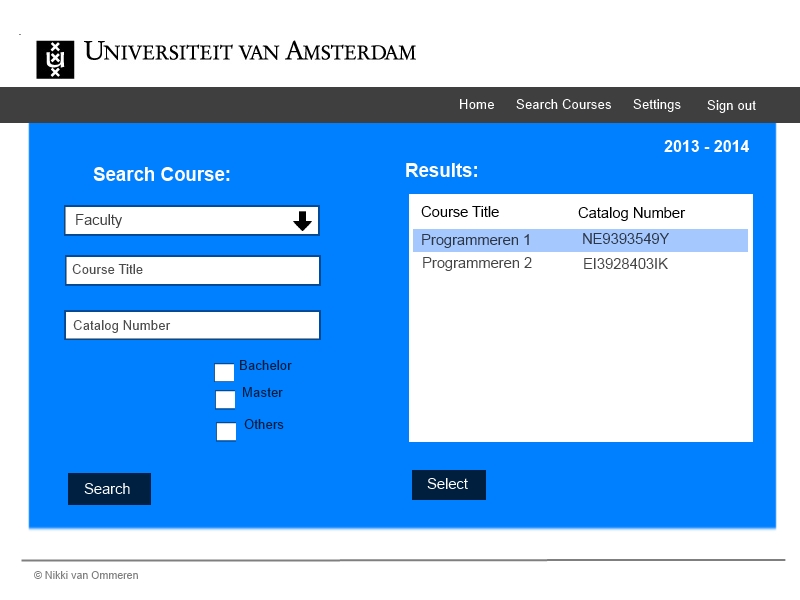 UNIVERSITEIT VAN AMSTERDAM
Home Search Courses Settings Sign out
2013 - 2014
Search Course:
Faculty
Course Title
Catalog Number
Bachelor
Master
Others
Search
Results:
Course Title Catalog Number
Programmeren 1 NE9393549Y
Programmeren 2 EI3928403IK
Select
© Nikki van Ommeren